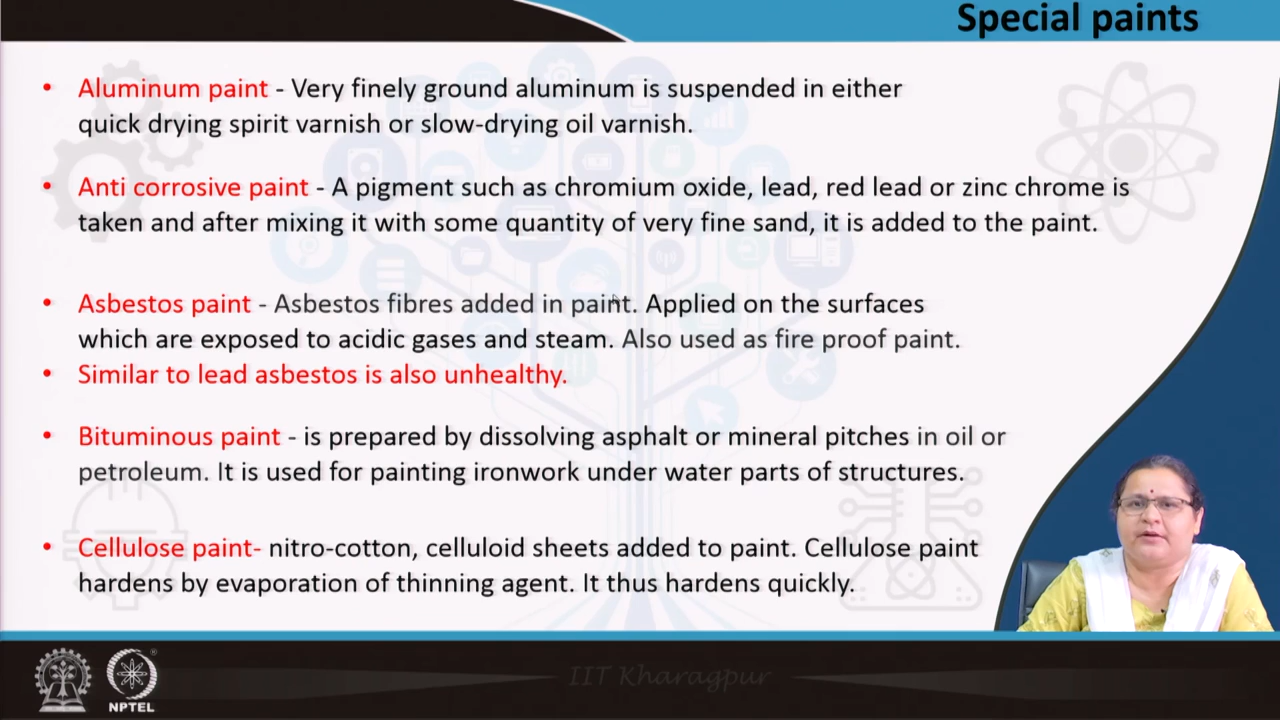 Special paints
• Aluminum paint - Very finely ground aluminum is suspended in either
quick drying spirit varnish or slow-drying oil varnish.
• Anti corrosive paint - A pigment such as chromium oxide, lead, red lead or zinc chrome is
taken and after mixing it with some quantity of very fine sand, it is added to the paint.
• Asbestos paint - Asbestos fibres added in paint. Applied on the surfaces
which are exposed to acidic gases and steam. Also used as fire proof paint.
• Similar to lead asbestos is also unhealthy.
• Bituminous paint - is prepared by dissolving asphalt or mineral pitches in oil or
petroleum. It is used for painting ironwork under water parts of structures.
• Cellulose paint- nitro-cotton, celluloid sheets added to paint. Cellulose paint
hardens by evaporation of thinning agent. It thus hardens quickly.
IIT Kharagpur
NPTEL